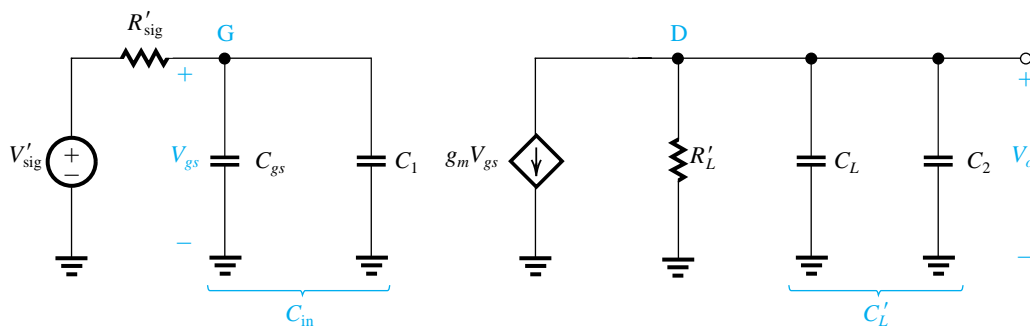 R′sig
G
D
+
+
V′sig
+
−
Vgs
Cgs
C1
gmVgs
R′L
CL
C2
−
−
Cin
C′L